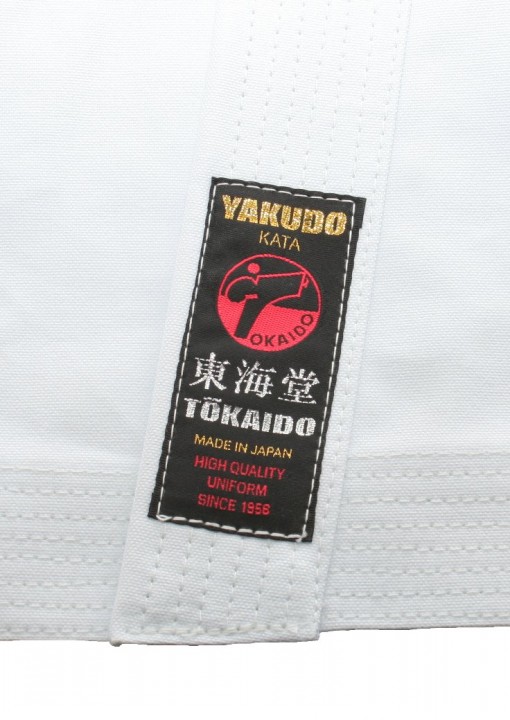 YAKUDO
KATA
TOKAIDO
東海堂
TŌKAIDO
MADE IN JAPAN
HIGH QUALITY
UNIFORM
SINCE 1956